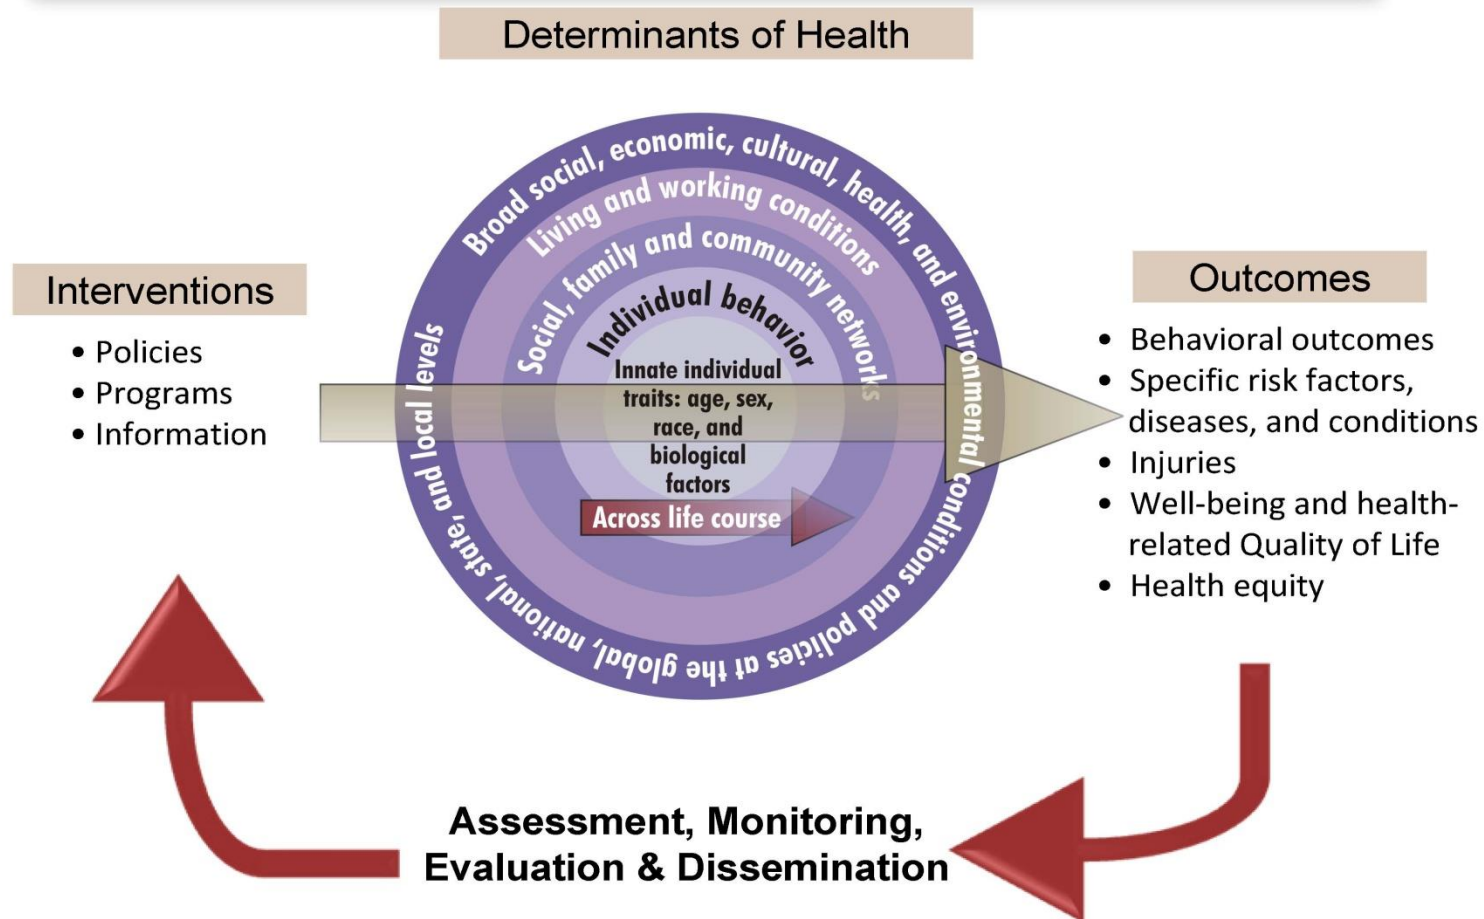 Determinants of Health
Interventions
• Policies
• Programs
• Information
Broad social, economic, cultural, health, and environmental conditions and policies at the global, national, state, and local levels
Living and working conditions
Social, family and community networks
Individual behavior
Innate individual
traits: age, sex,
race, and
biological
factors
Across life course
Outcomes
• Behavioral outcomes
• Specific risk factors,
diseases, and conditions
• Injuries
• Well-being and health-
related Quality of Life
• Health equity
Assessment, Monitoring,
Evaluation & Dissemination